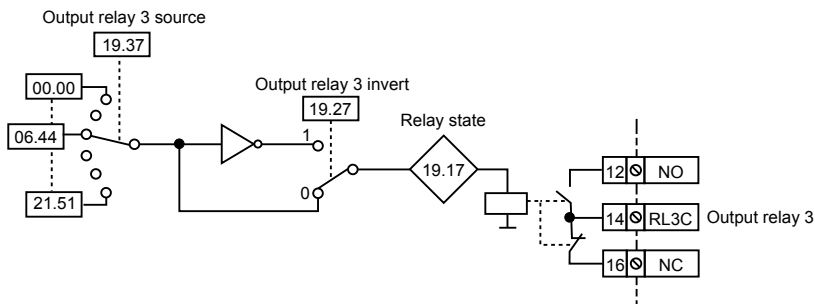 Output relay 3 source
19.37
00.00
06.44
21.51
Output relay 3 invert
19.27
1
0
Relay state
19.17
12 NO
14 RL3C Output relay 3
16 NC